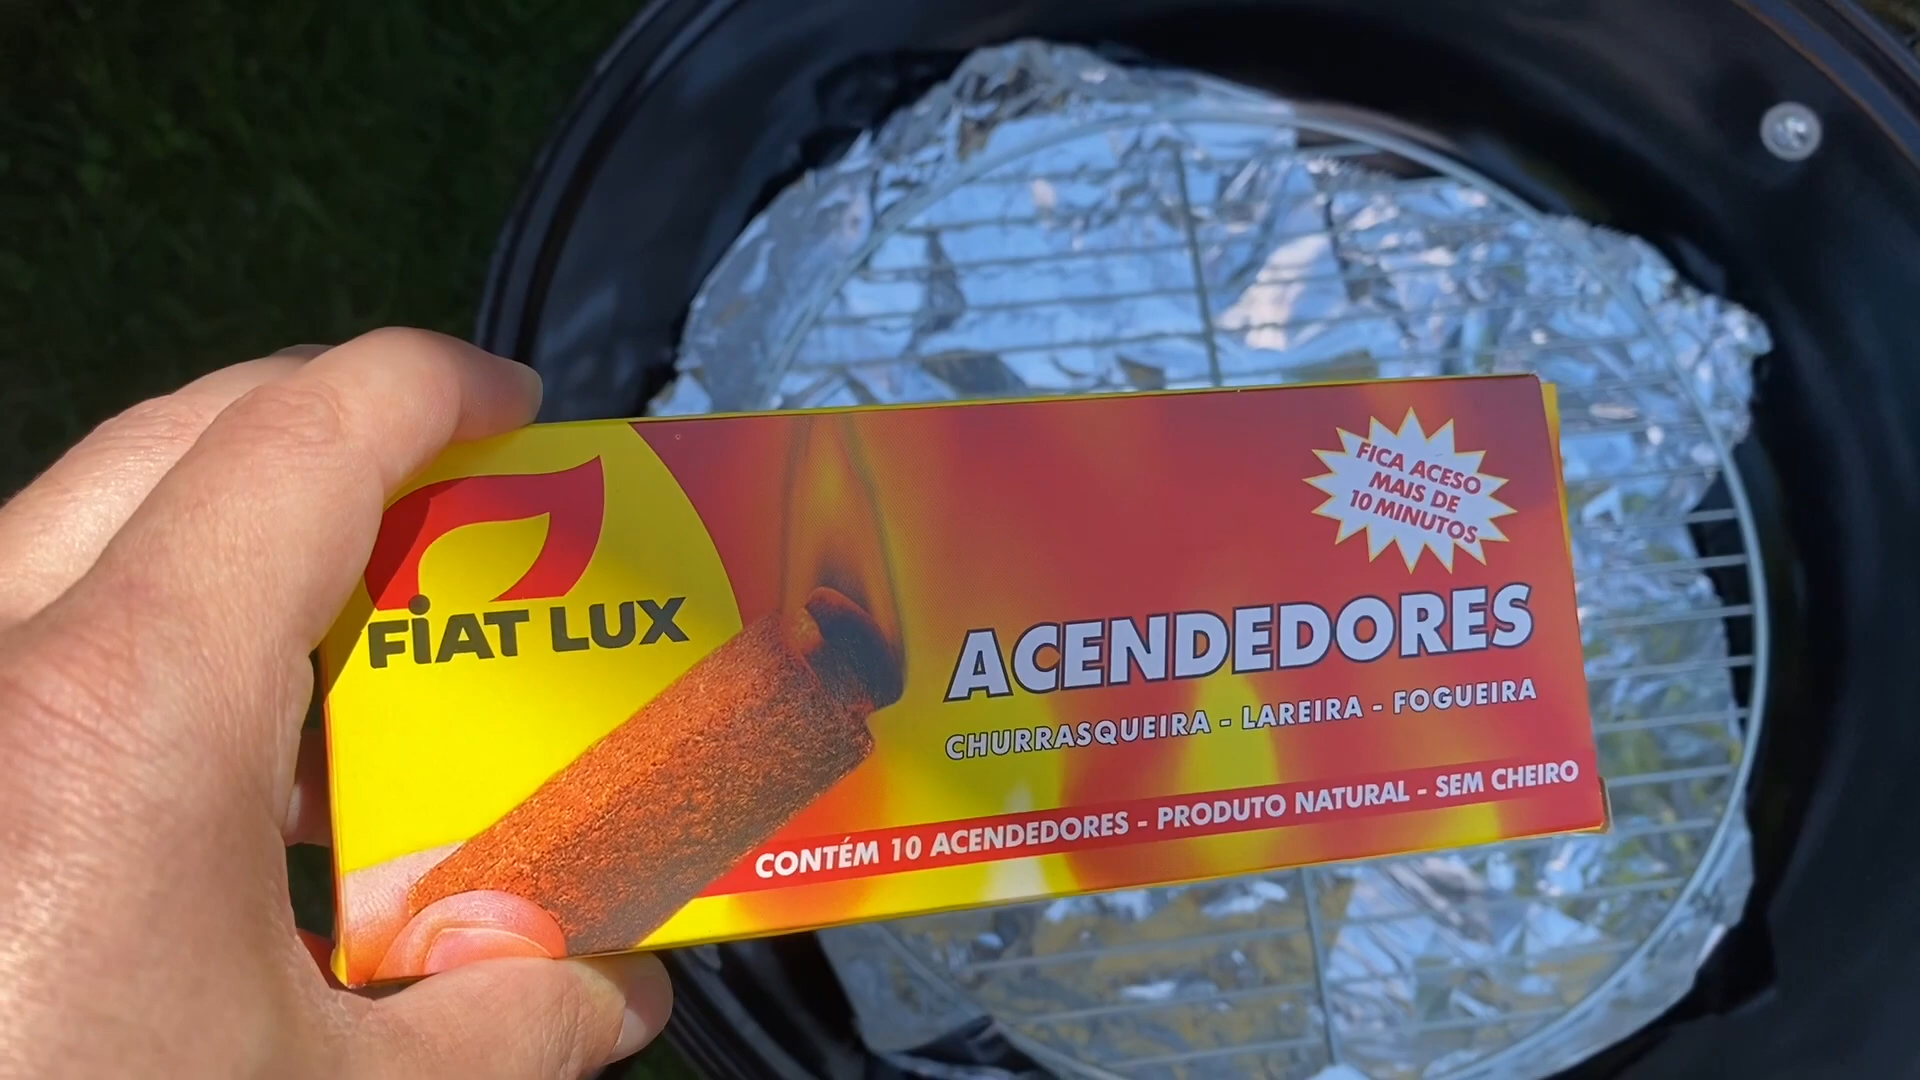 FIAT LUX
FICA ACESO
MAIS DE
10 MINUTOS
ACENDEDORES
CHURRASQUEIRA - LAREIRA - FOGUEIRA
CONTÉM 10 ACENDEDORES - PRODUTO NATURAL - SEM CHEIRO